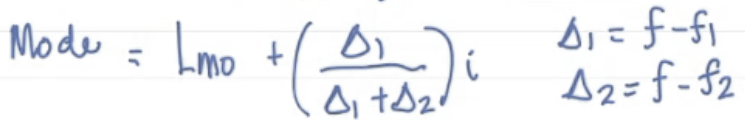 Mode = Lmo + (Δ1 / (Δ1 + Δ2)) i   Δ1 = f - f1
Δ2 = f - f2